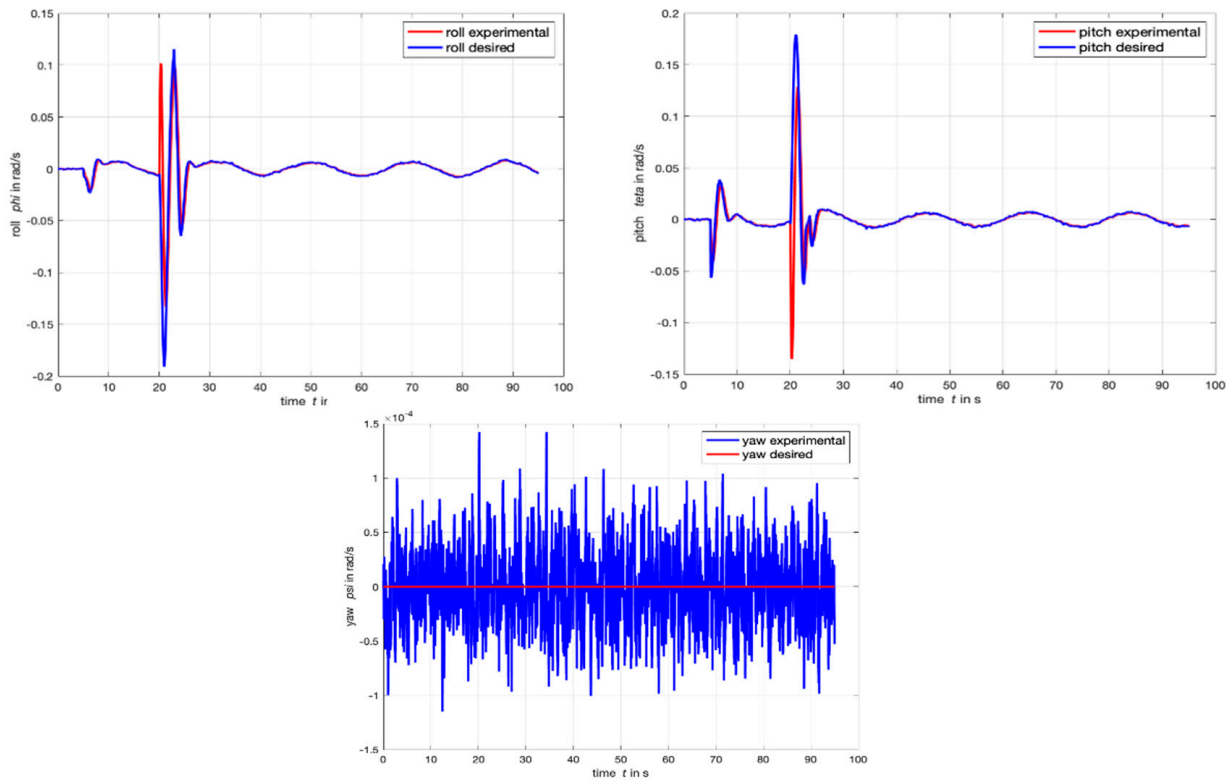 0.15
0.1
0.05
0
-0.05
-0.1
-0.15
-0.2
roll phi in rad/s
roll experimental
roll desired
0 10 20 30 40 50 60 70 80 90 100
time t ir
0.2
0.15
0.1
0.05
0
-0.05
-0.1
-0.15
pitch teta in rad/s
pitch experimental
pitch desired
0 10 20 30 40 50 60 70 80 90 100
time t in s
×10⁻⁴
1.5
1
0.5
0
-0.5
-1
-1.5
yaw psi in rad/s
yaw experimental
yaw desired
0 10 20 30 40 50 60 70 80 90 100
time t in s